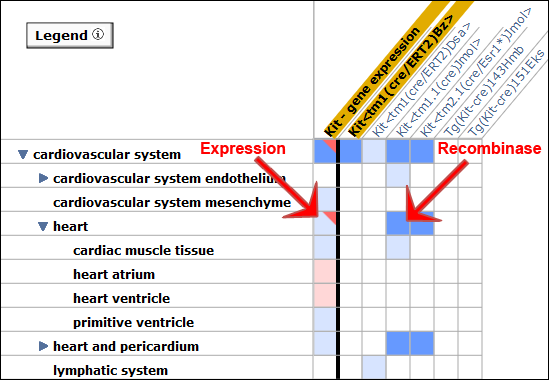 Legend ⓘ
Kit - gene expression
Kit<tm1(cre/ERT2)Bz>
Kit<tm1(cre/ERT2)Dsa>
Kit<tm1.1(cre)Jmol>
Kit<tm2.1(cre/Esr1*)Jmol>
Tg(Kit-cre)143Hmb
Tg(Kit-cre)151Eks
Expression
Recombinase
cardiovascular system
cardiovascular system endothelium
cardiovascular system mesenchyme
heart
cardiac muscle tissue
heart atrium
heart ventricle
primitive ventricle
heart and pericardium
lymphatic system